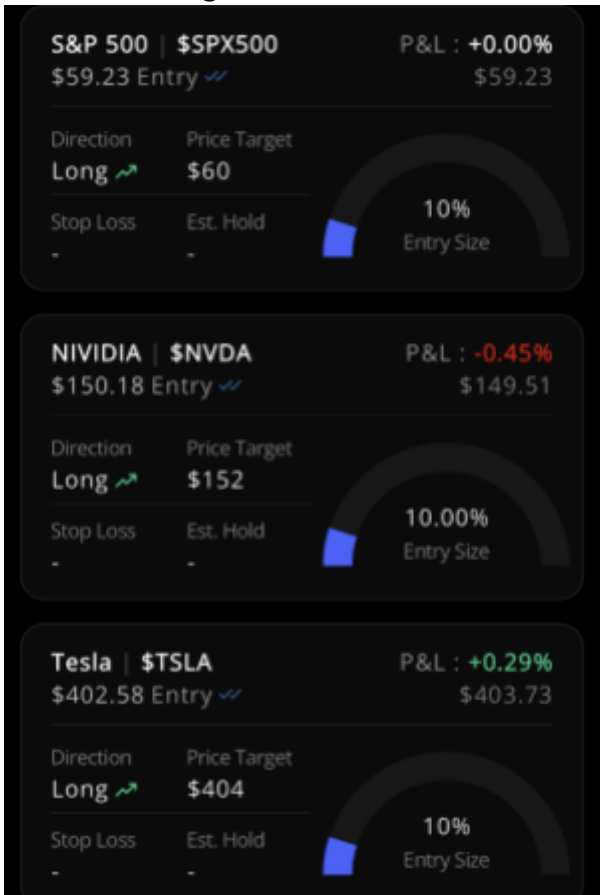 S&P 500 | $SPX500 P&L : +0.00%
$59.23 Entry $59.23
Direction Price Target
Long $60
10%
Stop Loss Est. Hold
Entry Size
- -
NIVIDIA | $NVDA P&L : -0.45%
$150.18 Entry $149.51
Direction Price Target
Long $152
10.00%
Stop Loss Est. Hold
Entry Size
- -
Tesla | $TSLA P&L : +0.29%
$402.58 Entry $403.73
Direction Price Target
Long $404
10%
Stop Loss Est. Hold
Entry Size
- -